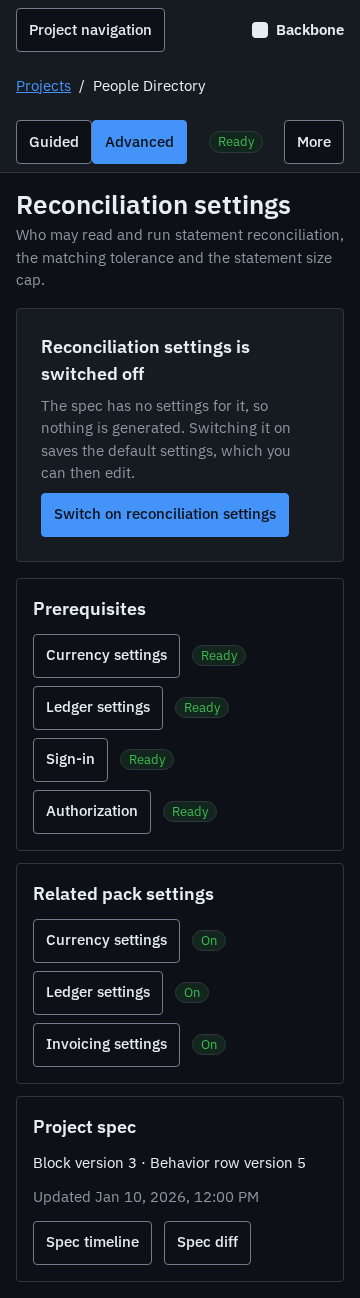 Project navigation
Backbone
Projects / People Directory
Guided
Advanced
Ready
More
Reconciliation settings
Who may read and run statement reconciliation,
the matching tolerance and the statement size
cap.
Reconciliation settings is
switched off
The spec has no settings for it, so
nothing is generated. Switching it on
saves the default settings, which you
can then edit.
Switch on reconciliation settings
Prerequisites
Currency settings
Ready
Ledger settings
Ready
Sign-in
Ready
Authorization
Ready
Related pack settings
Currency settings
On
Ledger settings
On
Invoicing settings
On
Project spec
Block version 3 · Behavior row version 5
Updated Jan 10, 2026, 12:00 PM
Spec timeline
Spec diff